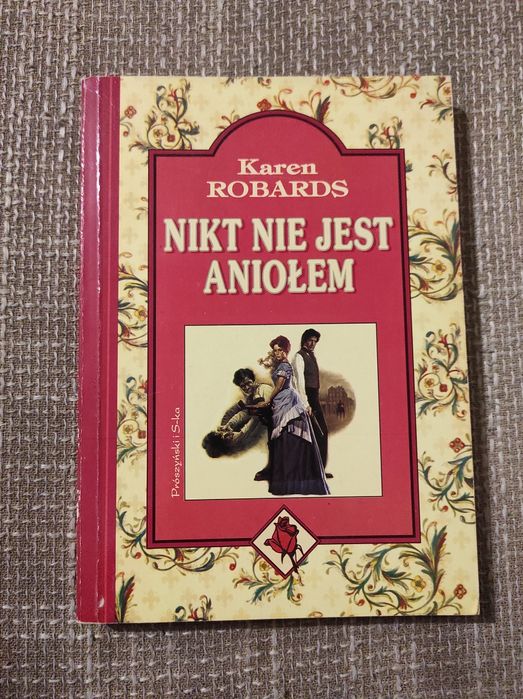 Karen
ROBARDS
NIKT NIE JEST
ANIOŁEM
Prószyński i S-ka